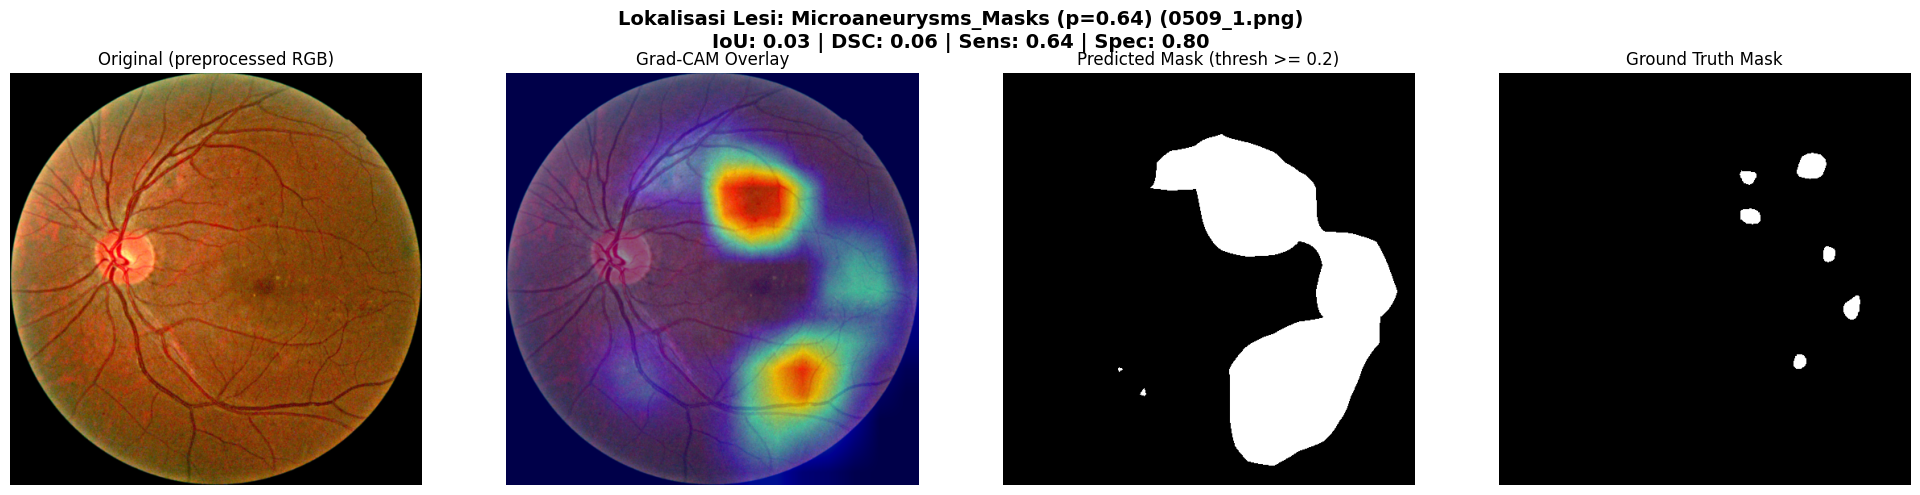 Lokalisasi Lesi: Microaneurysms_Masks (p=0.64) (0509_1.png)
IoU: 0.03 | DSC: 0.06 | Sens: 0.64 | Spec: 0.80
Original (preprocessed RGB)
Grad-CAM Overlay
Predicted Mask (thresh >= 0.2)
Ground Truth Mask